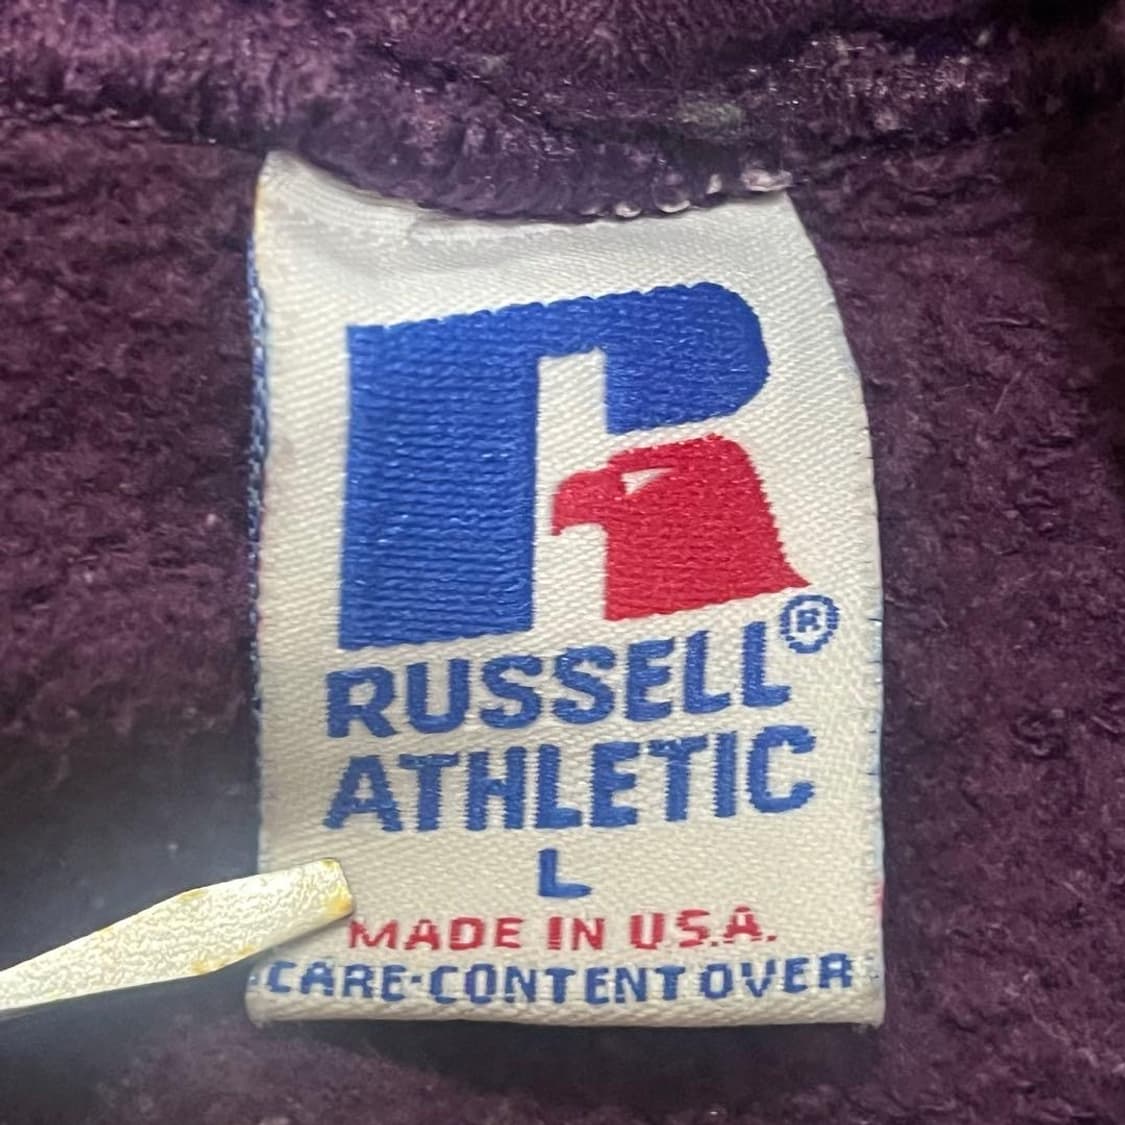 R
RUSSELL®
ATHLETIC
L
MADE IN U.S.A.
CARE-CONTENT OVER